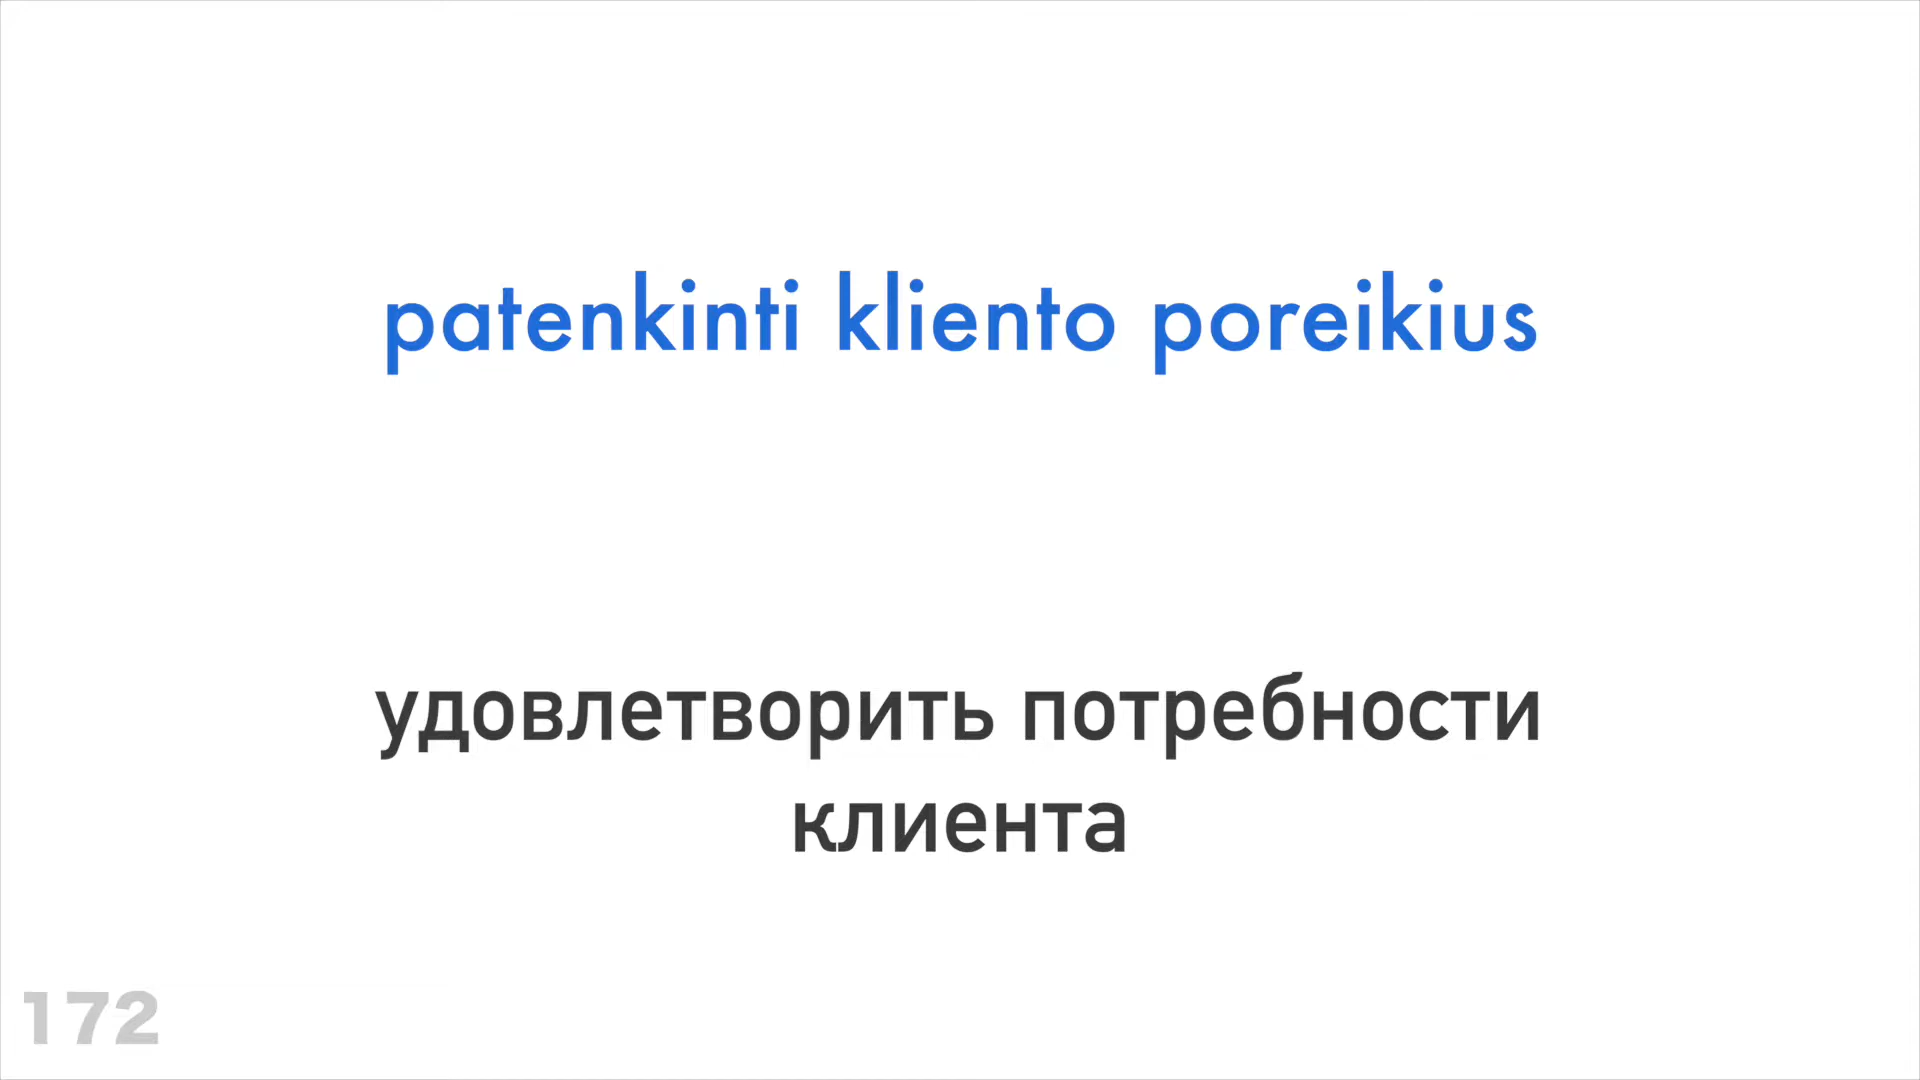 patenkinti kliento poreikius
удовлетворить потребности
клиента
172